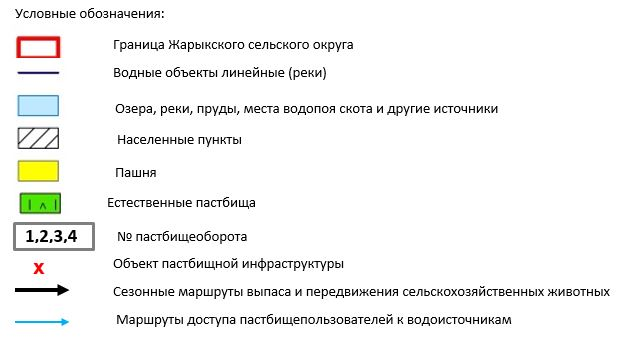 Условные обозначения:
Граница Жарыкского сельского округа
Водные объекты линейные (реки)
Озера, реки, пруды, места водопоя скота и другие источники
Населенные пункты
Пашня
Естественные пастбища
1,2,3,4 № пастбищеоборота
x Объект пастбищной инфраструктуры
Сезонные маршруты выпаса и передвижения сельскохозяйственных животных
Маршруты доступа пастбищепользователей к водоисточникам